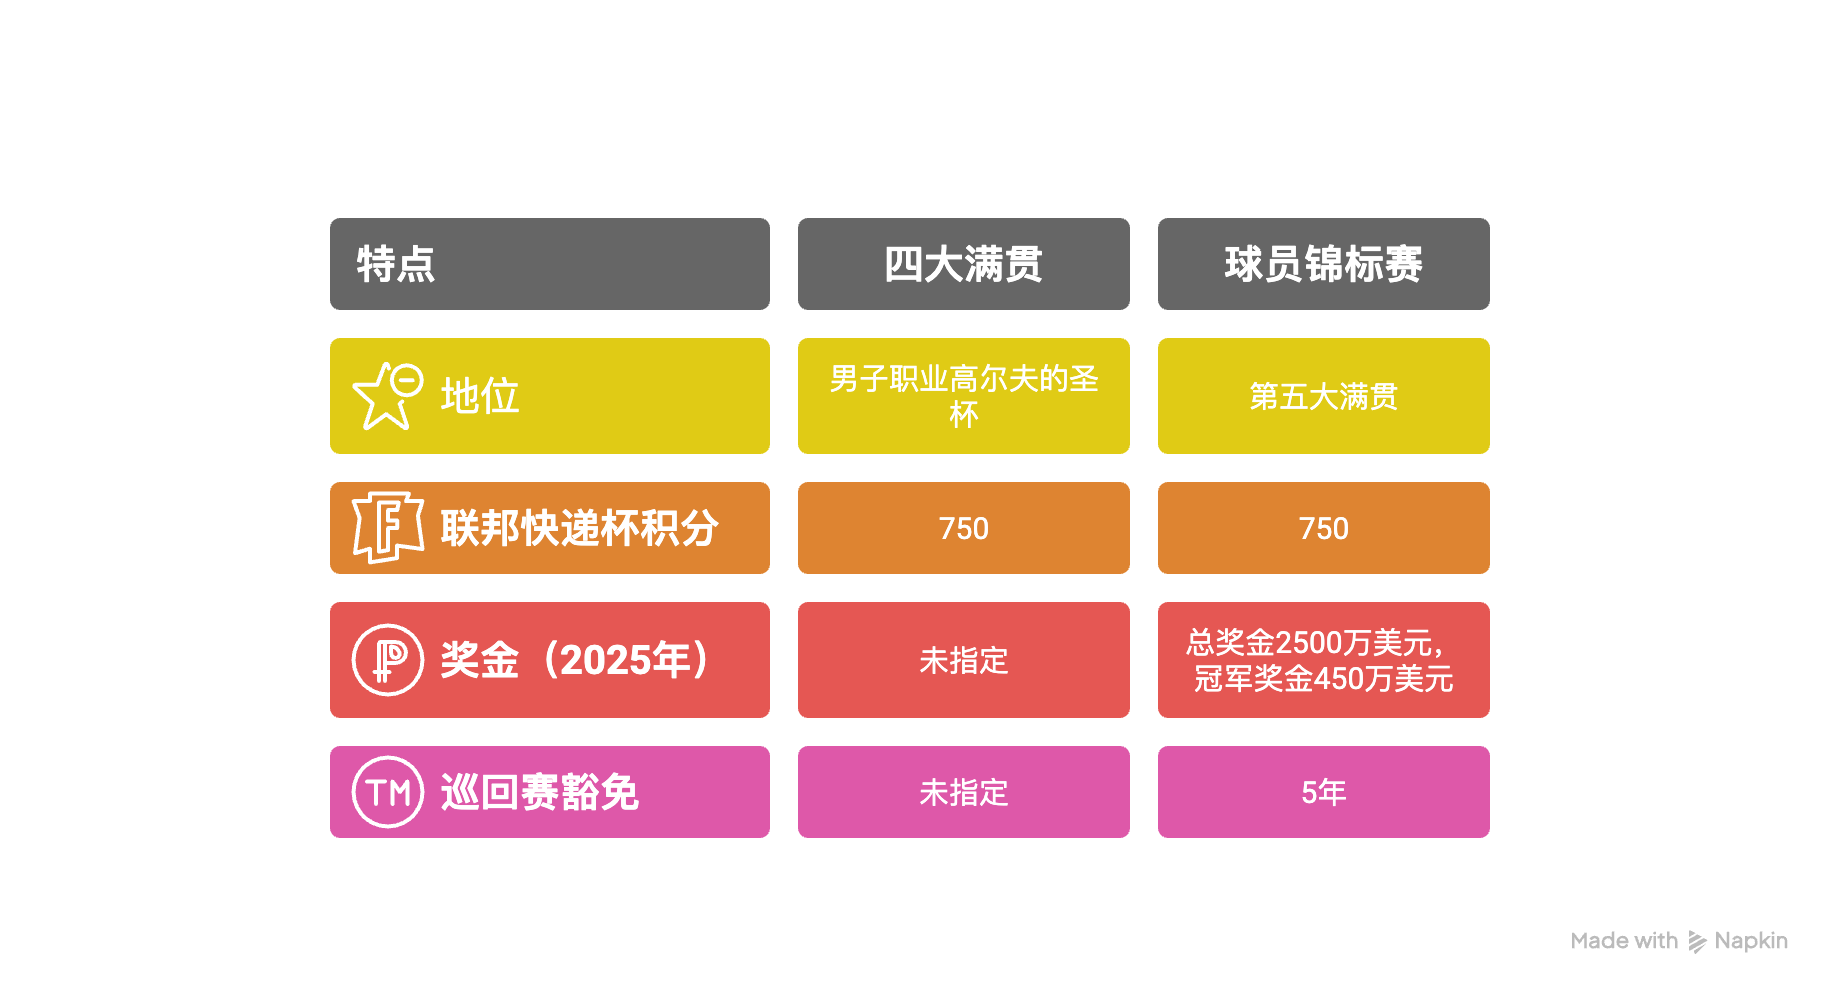 特点
四大满贯
球员锦标赛
地位
男子职业高尔夫的圣
杯
第五大满贯
F
联邦快递杯积分
750
750
P
奖金（2025年）
未指定
总奖金2500万美元，
冠军奖金450万美元
TM
巡回赛豁免
未指定
5年
Made with Napkin